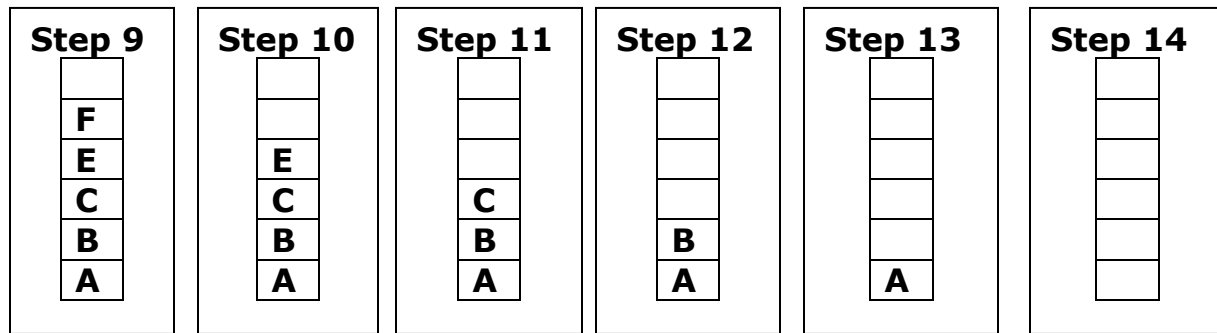 Step 9 Step 10 Step 11 Step 12 Step 13 Step 14
F
E E
C C C
B B B B
A A A A A